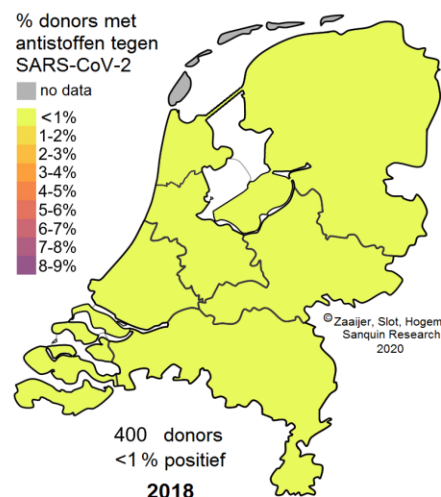 % donors met
antistoffen tegen
SARS-CoV-2
no data
<1%
1-2%
2-3%
3-4%
4-5%
5-6%
6-7%
7-8%
8-9%
© Zaaijer, Slot, Hogem
Sanquin Research
2020
400 donors
<1% positief
2018